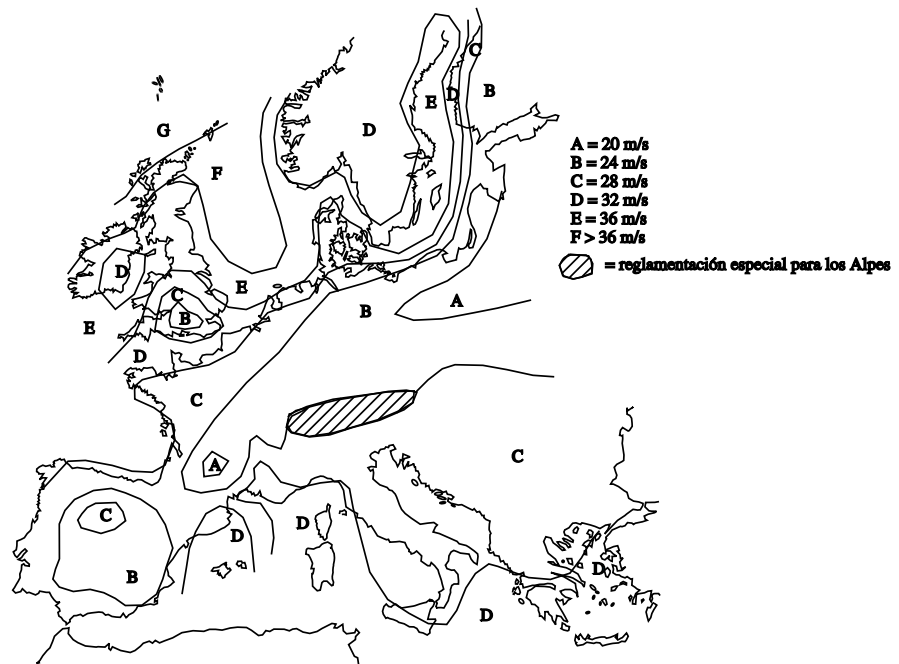 C
B
D
E
G
D
F
A = 20 m/s
B = 24 m/s
C = 28 m/s
D = 32 m/s
E = 36 m/s
F > 36 m/s
= reglamentación especial para los Alpes
D
E
C
B
A
B
E
D
C
C
A
C
D
D
B
D
D